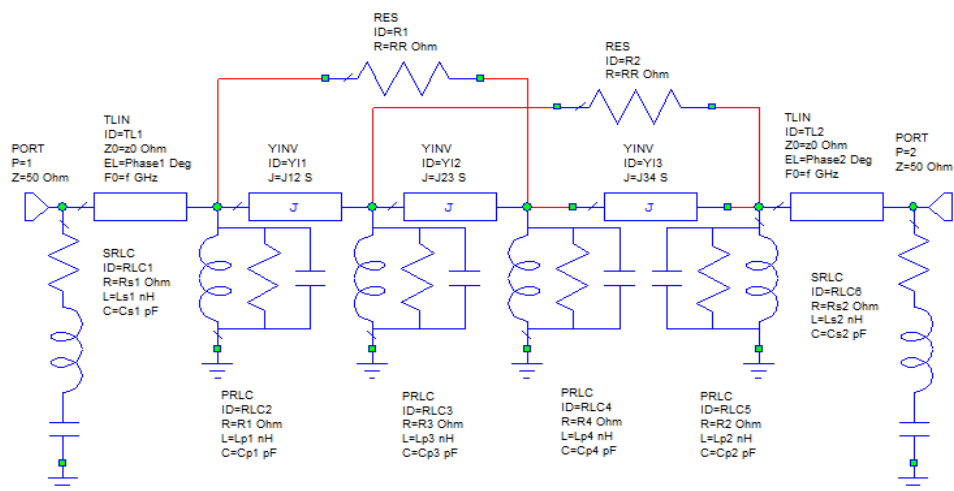 RES
ID=R1
R=RR Ohm
RES
ID=R2
R=RR Ohm
PORT
P=1
Z=50 Ohm
TLIN
ID=TL1
Z0=z0 Ohm
EL=Phase1 Deg
F0=f GHz
YINV
ID=YI1
J=J12 S
YINV
ID=YI2
J=J23 S
YINV
ID=YI3
J=J34 S
TLIN
ID=TL2
Z0=z0 Ohm
EL=Phase2 Deg
F0=f GHz
PORT
P=2
Z=50 Ohm
J
J
J
SRLC
ID=RLC1
R=Rs1 Ohm
L=Ls1 nH
C=Cs1 pF
SRLC
ID=RLC6
R=Rs2 Ohm
L=Ls2 nH
C=Cs2 pF
PRLC
ID=RLC2
R=R1 Ohm
L=Lp1 nH
C=Cp1 pF
PRLC
ID=RLC3
R=R3 Ohm
L=Lp3 nH
C=Cp3 pF
PRLC
ID=RLC4
R=R4 Ohm
L=Lp4 nH
C=Cp4 pF
PRLC
ID=RLC5
R=R2 Ohm
L=Lp2 nH
C=Cp2 pF